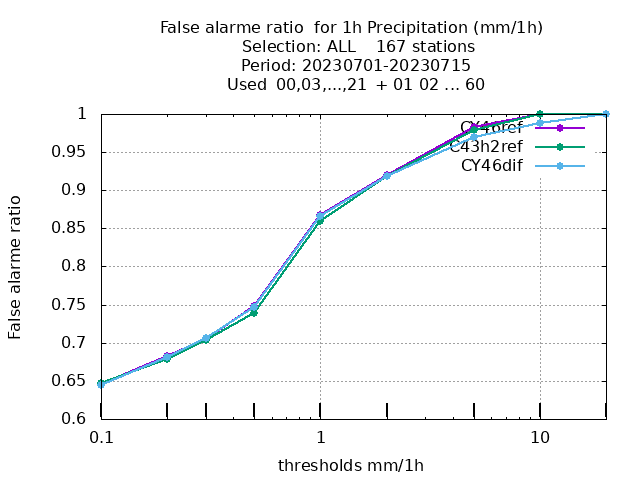 False alarme ratio  for 1h Precipitation (mm/1h)
Selection: ALL    167 stations
Period: 20230701-20230715
Used  00,03,...,21  + 01 02 ... 60
CY46ref
C43h2ref
CY46dif
1
0.95
0.9
0.85
0.8
0.75
0.7
0.65
0.6
False alarme ratio
0.1
1
10
thresholds mm/1h